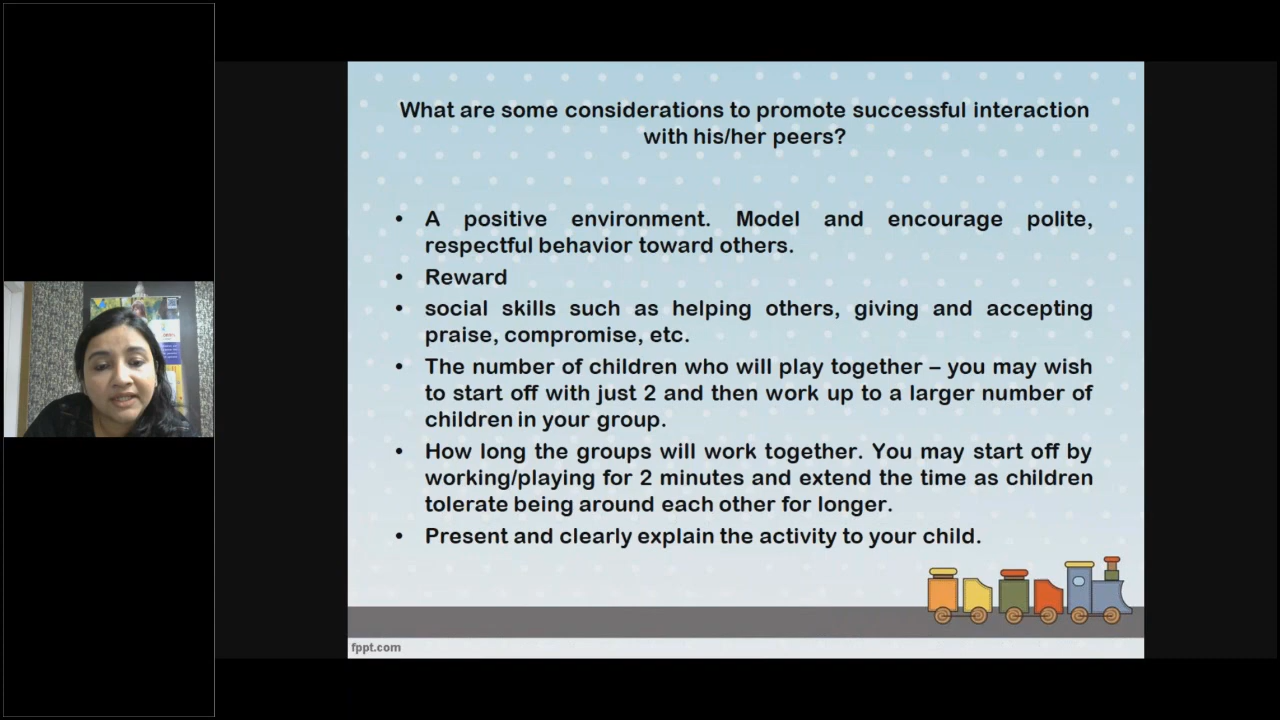 What are some considerations to promote successful interaction
with his/her peers?
• A positive environment. Model and encourage polite,
respectful behavior toward others.
• Reward
• social skills such as helping others, giving and accepting
praise, compromise, etc.
• The number of children who will play together – you may wish
to start off with just 2 and then work up to a larger number of
children in your group.
• How long the groups will work together. You may start off by
working/playing for 2 minutes and extend the time as children
tolerate being around each other for longer.
• Present and clearly explain the activity to your child.
fppt.com